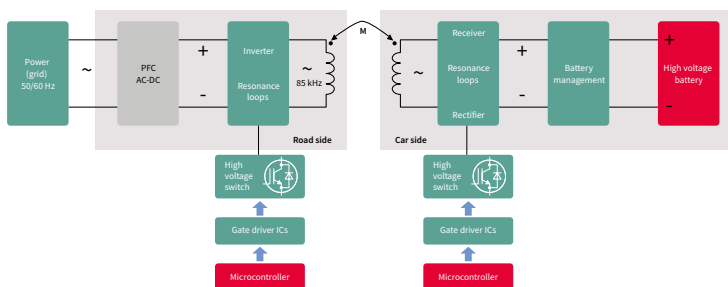 Power
(grid)
50/60 Hz
~
PFC
AC-DC
+
-
Inverter
Resonance
loops
~
85 kHz
M
Road side
Receiver
Resonance
loops
Rectifier
~
+
-
Car side
Battery
management
High voltage
battery
+
-
High
voltage
switch
Gate driver ICs
Microcontroller
High
voltage
switch
Gate driver ICs
Microcontroller